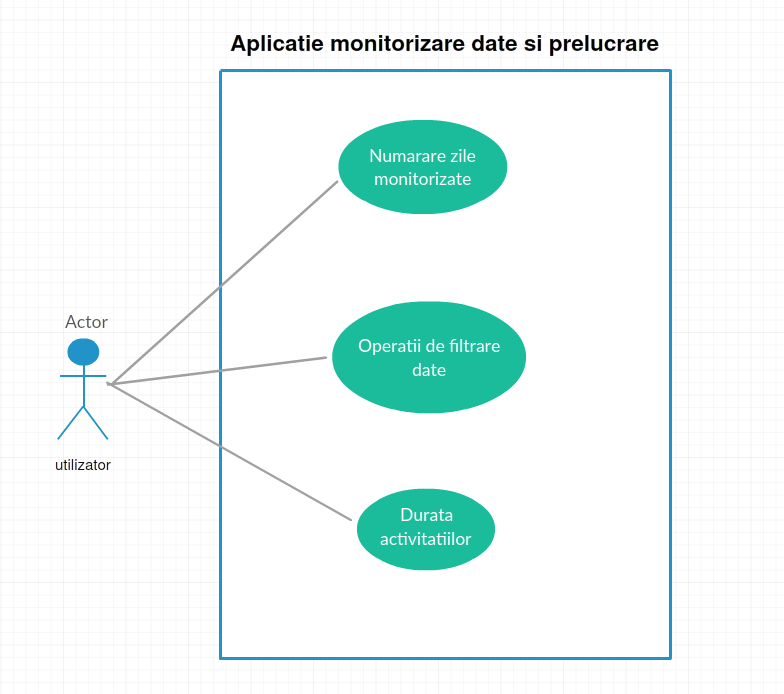 Aplicatie monitorizare date si prelucrare
Numarare zile
monitorizate
Actor
Operatii de filtrare
date
utilizator
Durata
activitatiilor